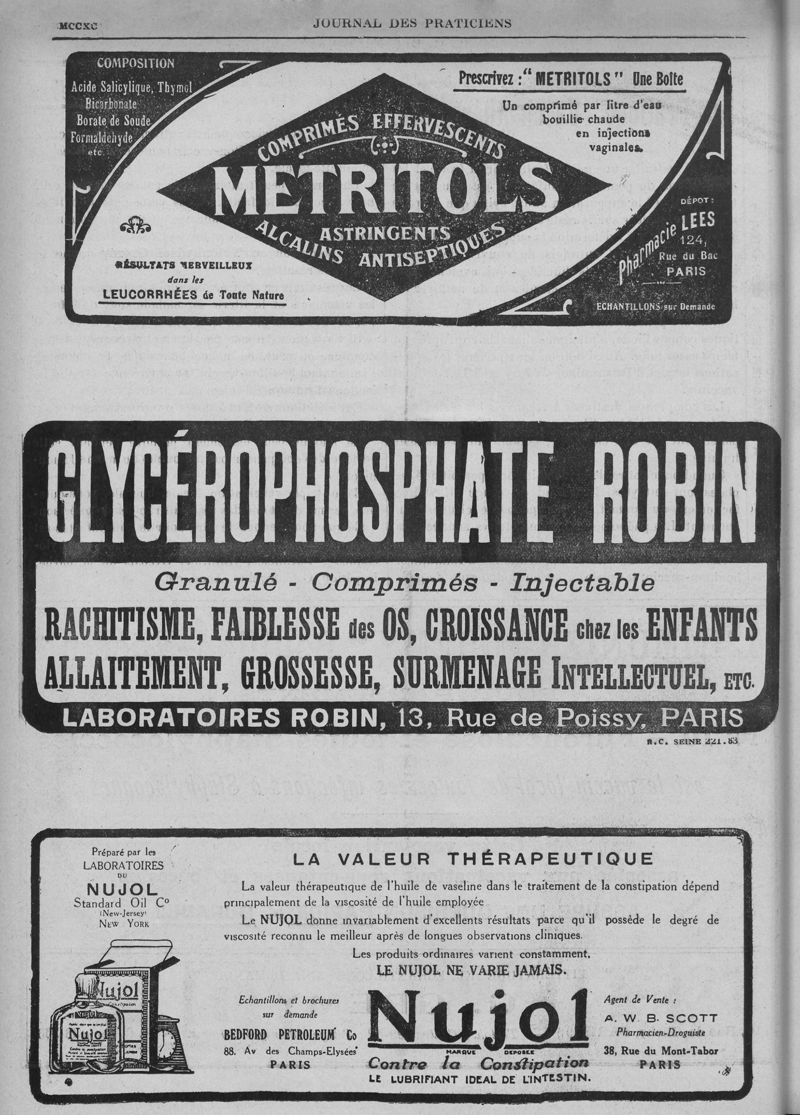 MCCXC
JOURNAL DES PRATICIENS
COMPOSITION
Acide Salicylique, Thymol
Bicarbonate
Borate de Soude
Formaldehyde
etc.
Prescrivez : " METRITOLS " Une Boîte
Un comprimé par litre d'eau
bouillie chaude
en injections
vaginales.
COMPRIMÉS EFFERVESCENTS
METRITOLS
ASTRINGENTS
ALCALINS ANTISEPTIQUES
RÉSULTATS MERVEILLEUX
dans les
LEUCORRHÉES de Toute Nature
DÉPOT :
Pharmacie LEES
124,
Rue du Bac
PARIS
ECHANTILLONS sur Demande
GLYCÉROPHOSPHATE ROBIN
Granulé - Comprimés - Injectable
RACHITISME, FAIBLESSE des OS, CROISSANCE chez les ENFANTS
ALLAITEMENT, GROSSESSE, SURMENAGE INTELLECTUEL, ETC.
LABORATOIRES ROBIN, 13, Rue de Poissy, PARIS
R.C. SEINE 221.83
Préparé par les
LABORATOIRES
DU
NUJOL
Standard Oil Co
(New-Jersey)
NEW YORK
LA VALEUR THÉRAPEUTIQUE
La valeur thérapeutique de l'huile de vaseline dans le traitement de la constipation dépend
principalement de la viscosité de l'huile employée
Le NUJOL donne invariablement d'excellents résultats parce qu'il possède le degré de
viscosité reconnu le meilleur après de longues observations cliniques.
Les produits ordinaires varient constamment,
LE NUJOL NE VARIE JAMAIS.
Nujol
Nujol
Echantillons et brochures
sur demande
BEDFORD PETROLEUM Co
88. Av des Champs-Elysées
PARIS
Nujol
MARQUE DÉPOSÉE
Contre la Constipation
LE LUBRIFIANT IDEAL DE L'INTESTIN.
Agent de Vente :
A. W. B. SCOTT
Pharmacien-Droguiste
38, Rue du Mont-Tabor
PARIS